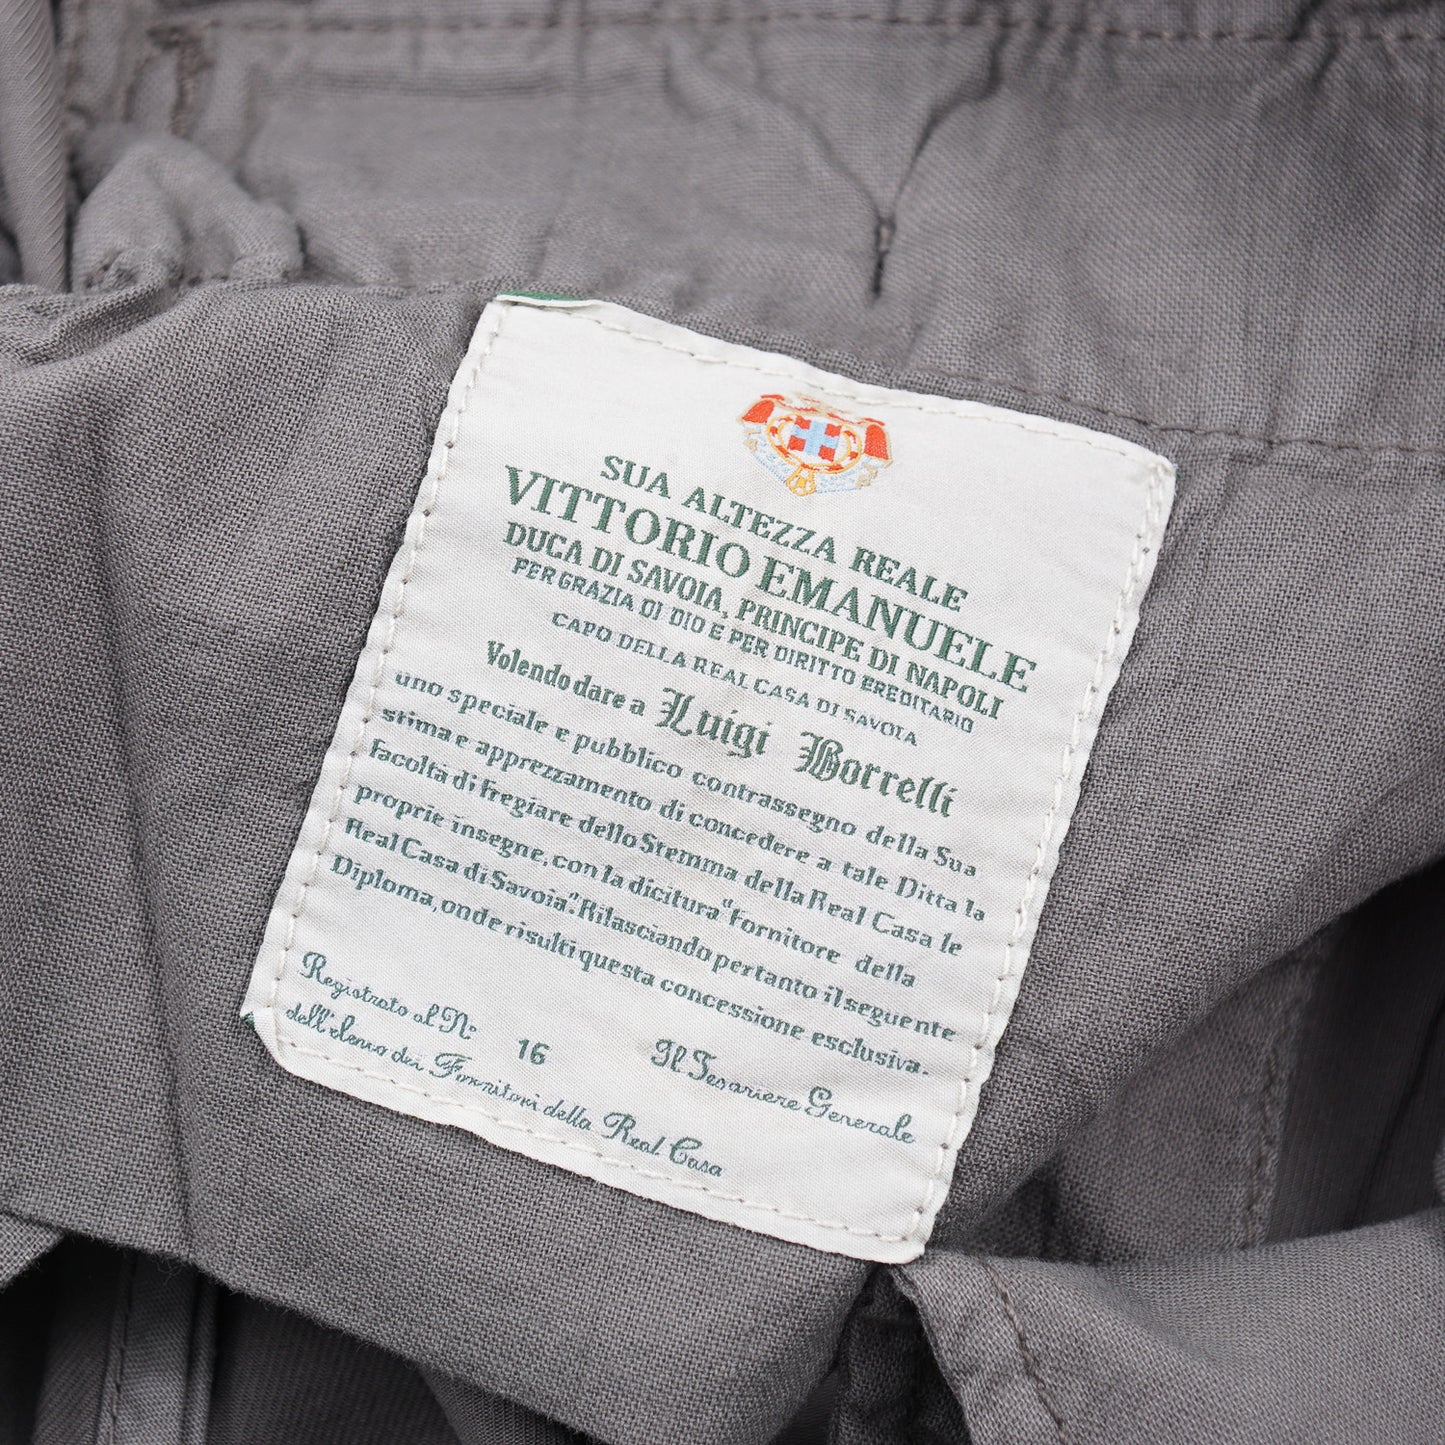 SUA ALTEZZA REALE
VITTORIO EMANUELE
DUCA DI SAVOIA, PRINCIPE DI NAPOLI
PER GRAZIA DI DIO E PER DIRITTO EREDITARIO
CAPO DELLA REAL CASA DI SAVOIA
Volendo dare a Luigi Borrelli
uno speciale e pubblico contrassegno della Sua
stima e apprezzamento di concedere a tale Ditta la
facoltà di fregiare dello Stemma della Real Casa le
proprie insegne, con la dicitura "Fornitore della
Real Casa di Savoia". Rilasciando pertanto il seguente
Diploma, onde risulti questa concessione esclusiva.
Registrato al N° 16 Il Tesoriere Generale
dell'elenco dei Fornitori della Real Casa